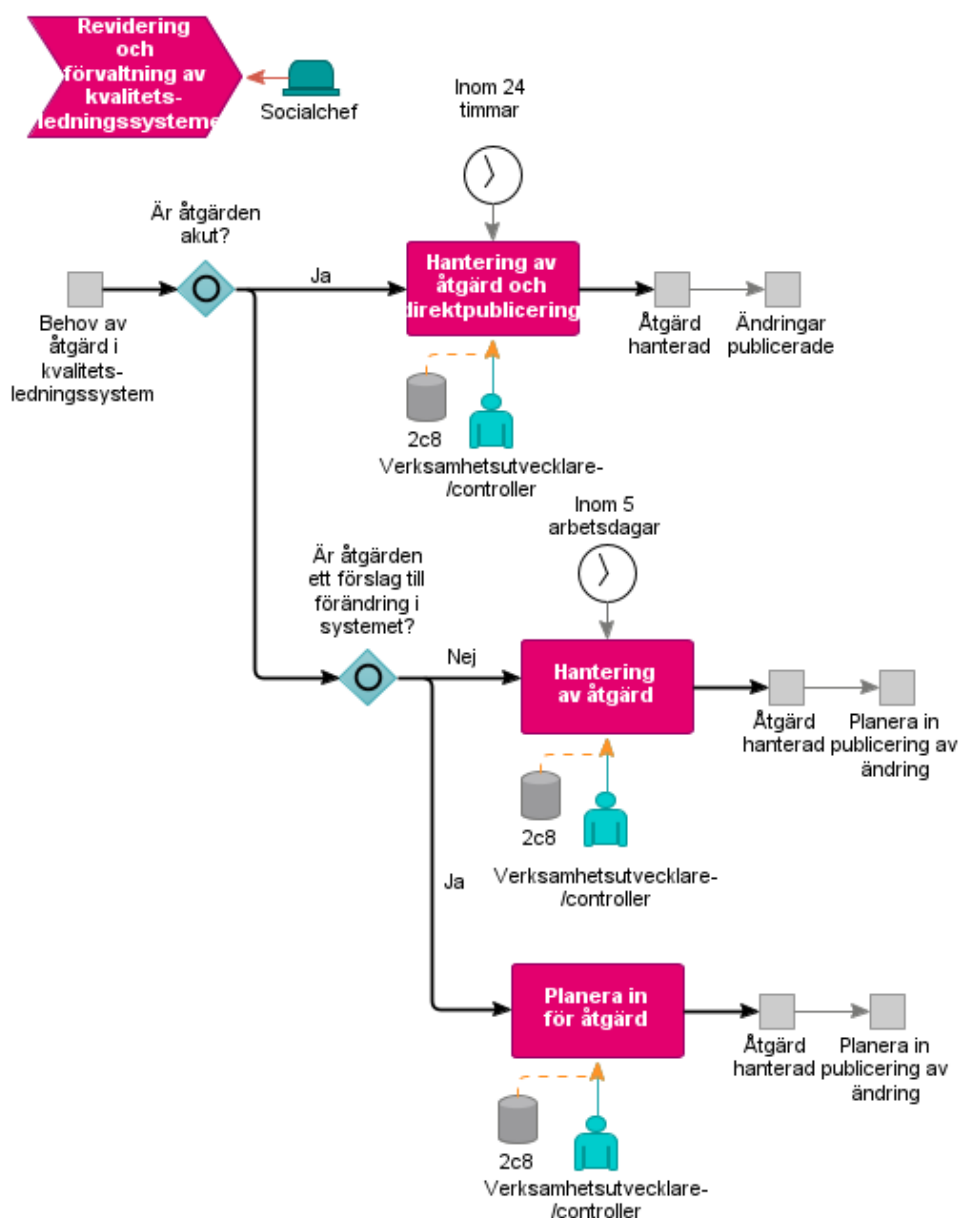 Revidering
och
förvaltning av
kvalitets-
ledningssysteme
Socialchef
Inom 24
timmar
Är åtgärden
akut?
Ja
Hantering av
åtgärd och
direktpublicering
Behov av
åtgärd i
kvalitets-
ledningssystem
Åtgärd
hanterad
Ändringar
publicerade
2c8
Verksamhetsutvecklare-
/controller
Inom 5
arbetsdagar
Är åtgärden
ett förslag till
förändring i
systemet?
Nej
Hantering
av åtgärd
Åtgärd
hanterad
Planera in
publicering av
ändring
2c8
Verksamhetsutvecklare-
/controller
Ja
Planera in
för åtgärd
Åtgärd
hanterad
Planera in
publicering av
ändring
2c8
Verksamhetsutvecklare-
/controller